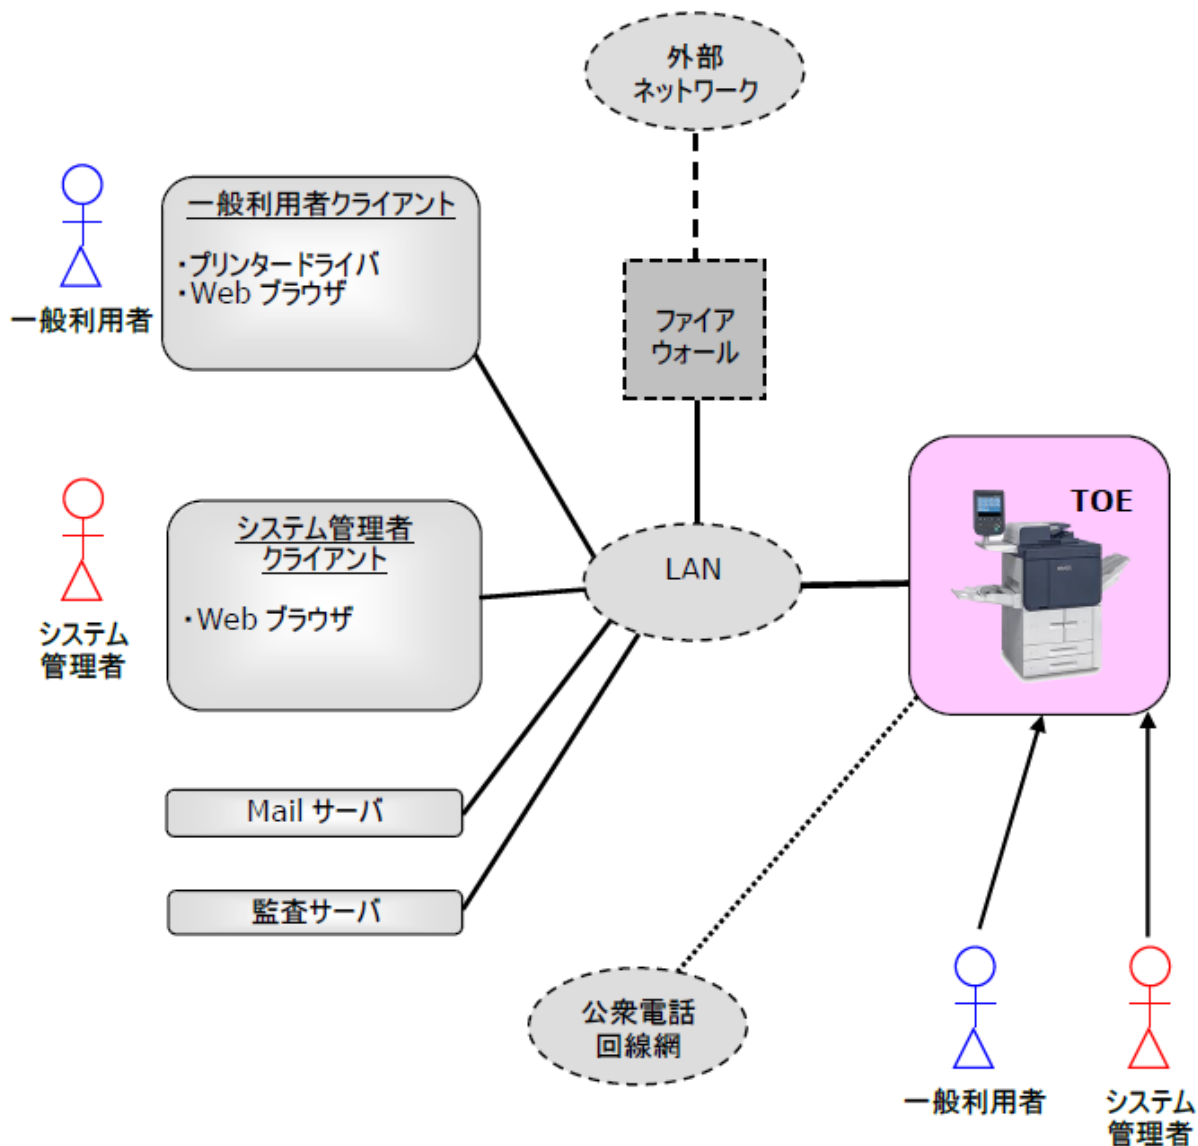 外部
ネットワーク
一般利用者クライアント
・プリンタードライバ
・Web ブラウザ
一般利用者
ファイア
ウォール
TOE
システム管理者
クライアント
・Web ブラウザ
LAN
システム
管理者
Mail サーバ
監査サーバ
公衆電話
回線網
一般利用者
システム
管理者